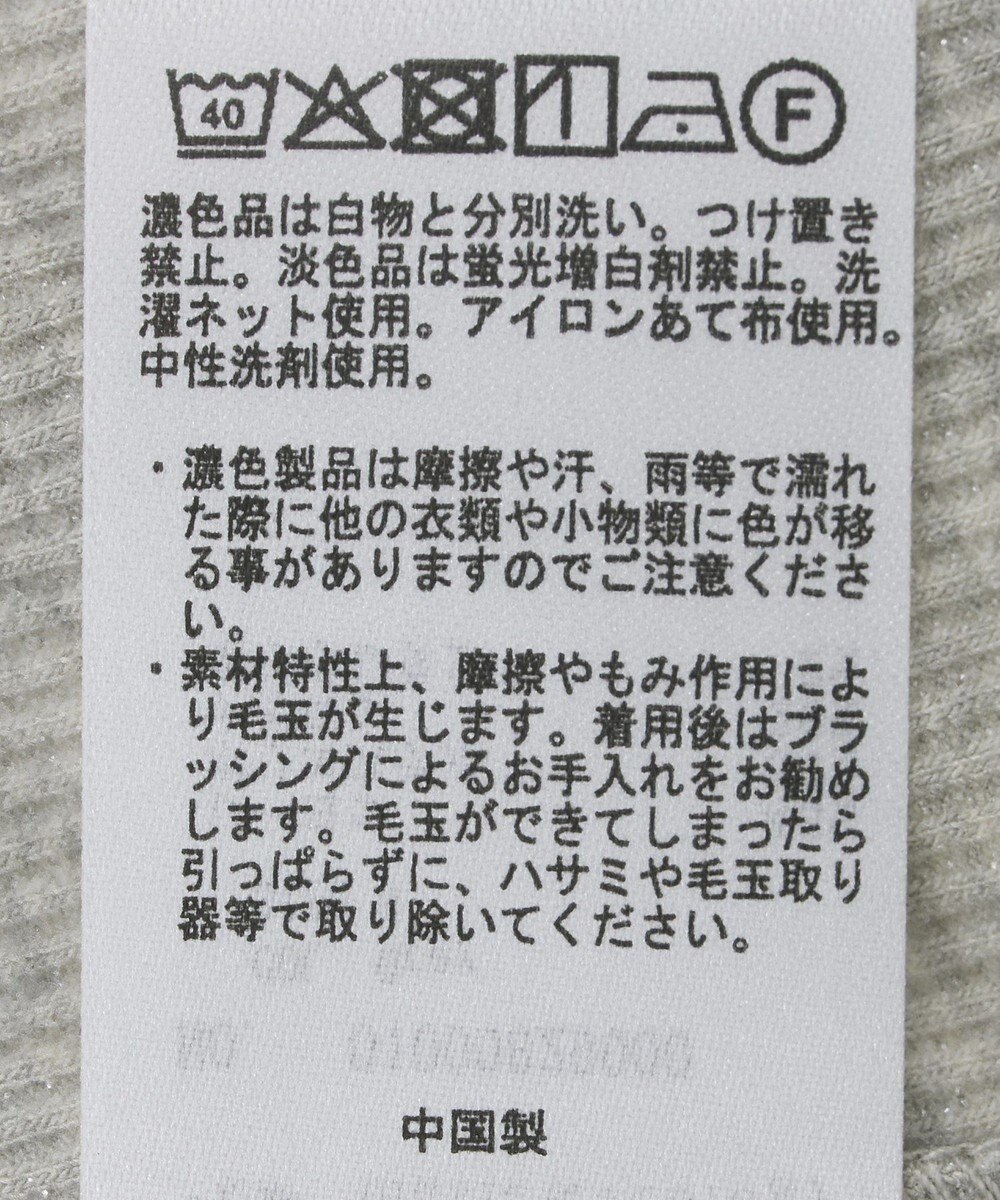 40 F
濃色品は白物と分別洗い。つけ置き
禁止。淡色品は蛍光増白剤禁止。洗
濯ネット使用。アイロンあて布使用。
中性洗剤使用。
・濃色製品は摩擦や汗、雨等で濡れ
た際に他の衣類や小物類に色が移
る事がありますのでご注意くださ
い。
・素材特性上、摩擦やもみ作用によ
り毛玉が生じます。着用後はブラ
ッシングによるお手入れをお勧め
します。毛玉ができてしまったら
引っぱらずに、ハサミや毛玉取り
器等で取り除いてください。
中国製